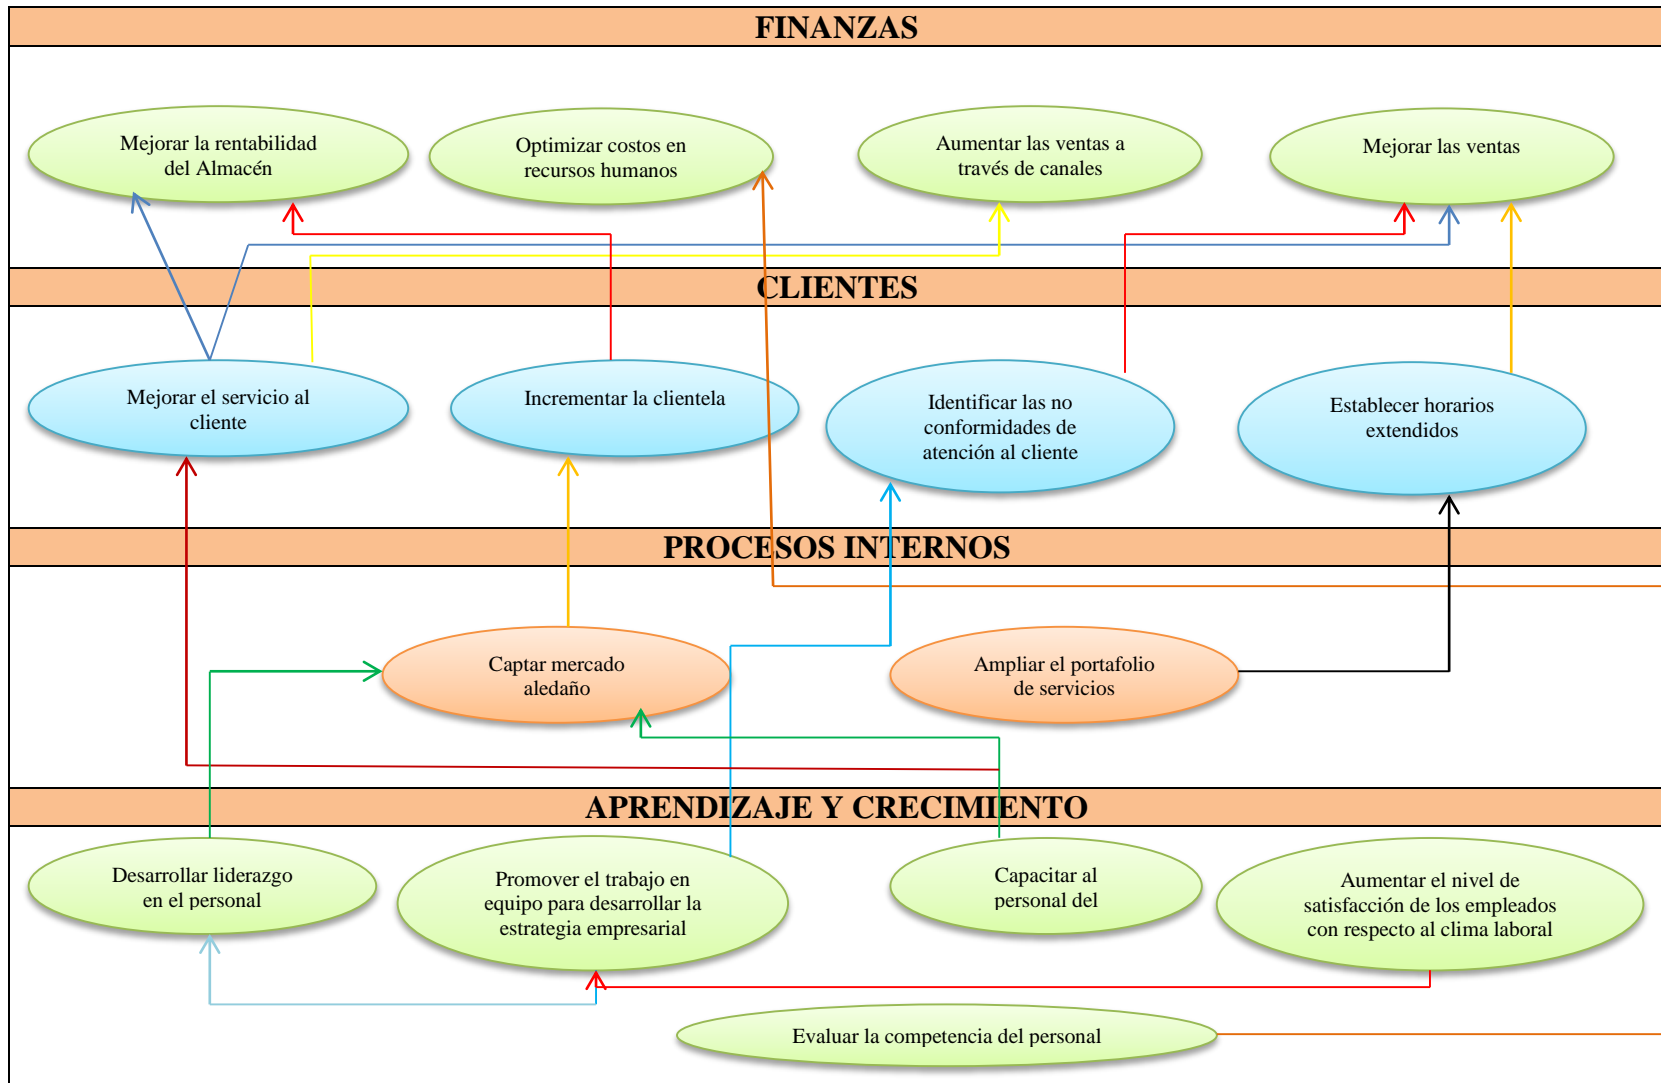 FINANZAS
Mejorar la rentabilidad
del Almacén
Optimizar costos en
recursos humanos
Aumentar las ventas a
través de canales
Mejorar las ventas
CLIENTES
Mejorar el servicio al
cliente
Incrementar la clientela
Identificar las no
conformidades de
atención al cliente
Establecer horarios
extendidos
PROCESOS INTERNOS
Captar mercado
aledaño
Ampliar el portafolio
de servicios
APRENDIZAJE Y CRECIMIENTO
Desarrollar liderazgo
en el personal
Promover el trabajo en
equipo para desarrollar la
estrategia empresarial
Capacitar al
personal del
Aumentar el nivel de
satisfacción de los empleados
con respecto al clima laboral
Evaluar la competencia del personal